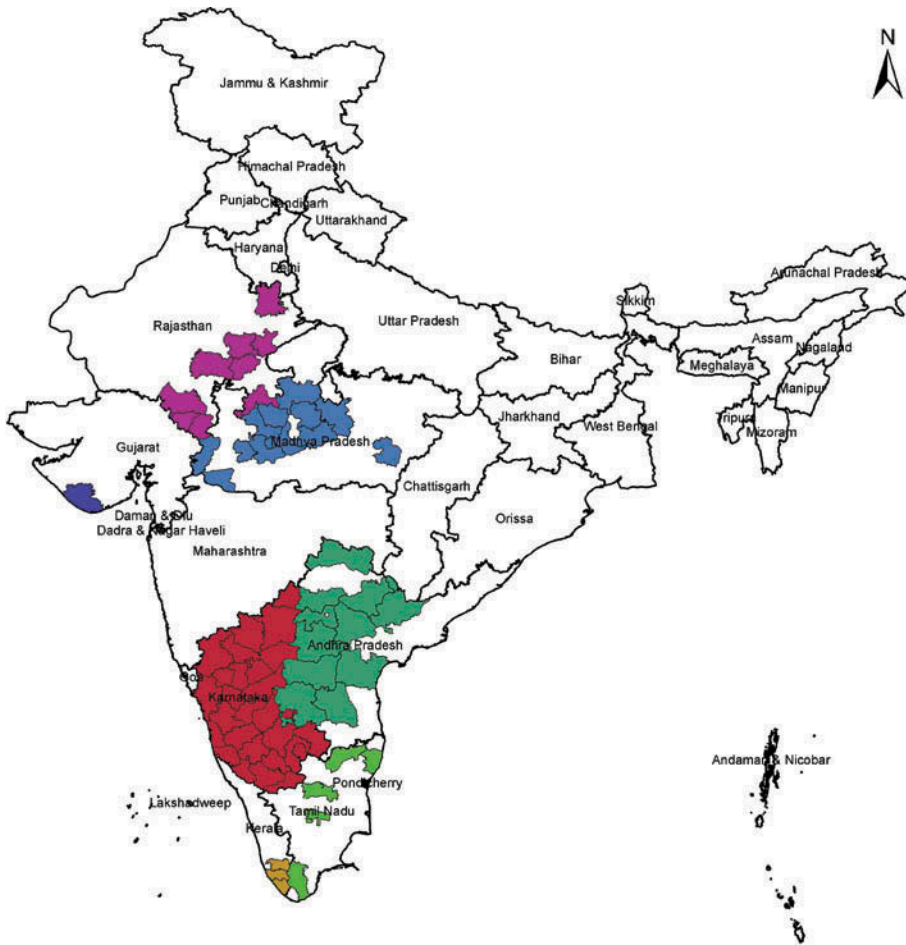 N
Jammu & Kashmir
Himachal Pradesh
Punjab
Chandigarh
Uttarakhand
Haryana
Delhi
Arunachal Pradesh
Sikkim
Rajasthan
Uttar Pradesh
Assam
Nagaland
Bihar
Meghalaya
Manipur
Jharkhand
Tripura
West Bengal
Mizoram
Madhya Pradesh
Gujarat
Chattisgarh
Daman & Diu
Orissa
Dadra & Nagar Haveli
Maharashtra
Andhra Pradesh
Goa
Karnataka
Andaman & Nicobar
Pondicherry
Lakshadweep
Tamil Nadu
Kerala